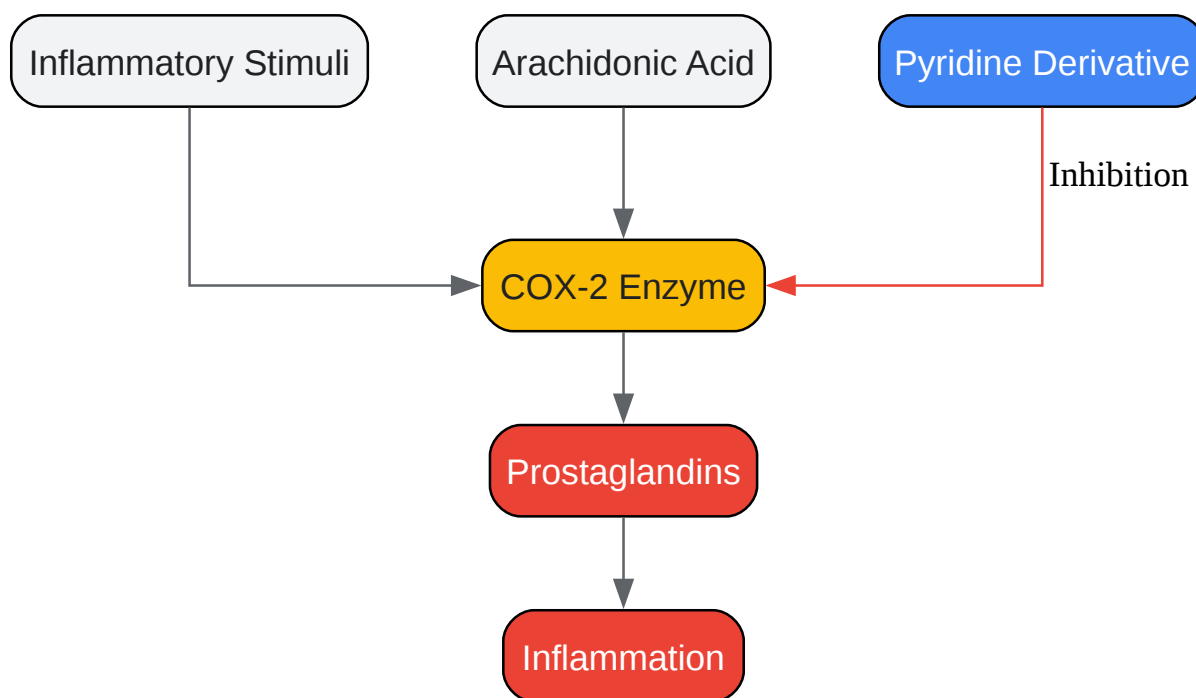 Inflammatory Stimuli
Arachidonic Acid
Pyridine Derivative
Inhibition
COX-2 Enzyme
Prostaglandins
Inflammation